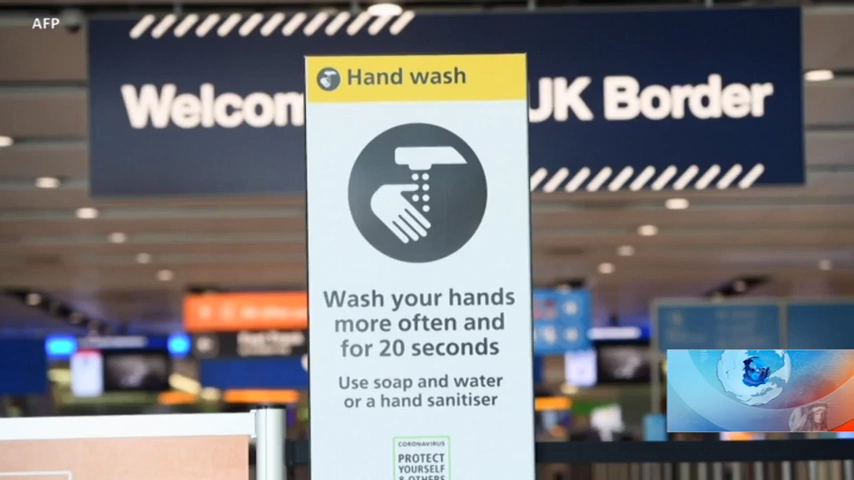 AFP
Welcom
UK Border
Hand wash
Wash your hands
more often and
for 20 seconds
Use soap and water
or a hand sanitiser
CORONAVIRUS
PROTECT
YOURSELF
& OTHERS